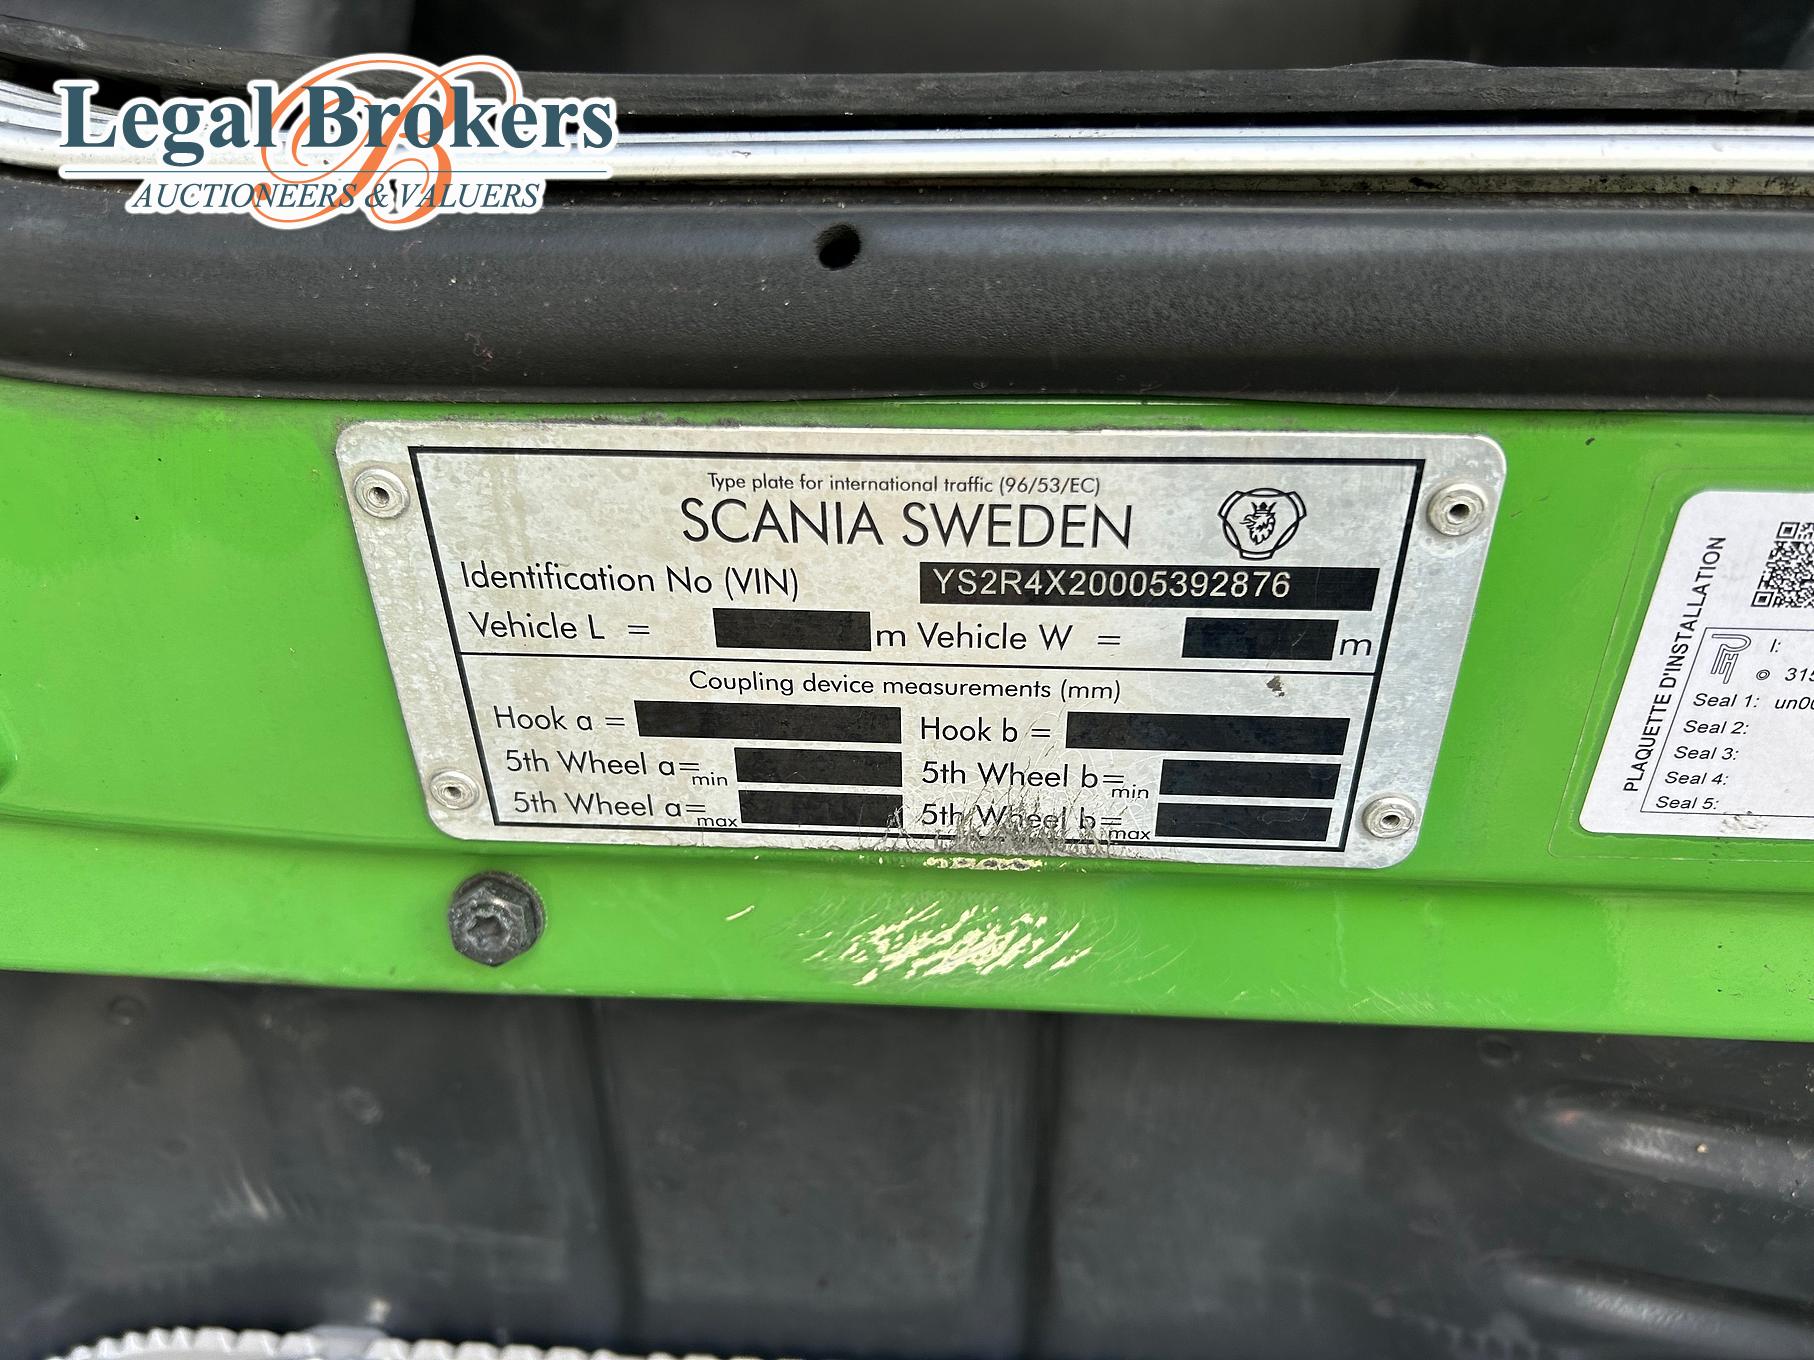 Legal Brokers
AUCTIONEERS & VALUERS
Type plate for international traffic (96/53/EC)
SCANIA SWEDEN
Identification No (VIN) YS2R4X20005392876
Vehicle L = m Vehicle W = m
Coupling device measurements (mm)
Hook a = Hook b =
5th Wheel a=min 5th Wheel b=min
5th Wheel a=max 5th Wheel b=max
PLAQUETTE D'INSTALLATION
I:
315
Seal 1: un00
Seal 2:
Seal 3:
Seal 4:
Seal 5: